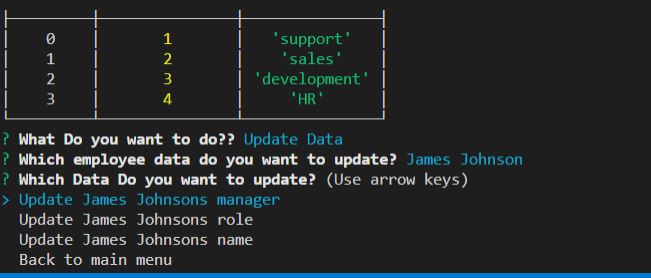 0 1 'support'
1 2 'sales'
2 3 'development'
3 4 'HR'
? What Do you want to do?? Update Data
? Which employee data do you want to update? James Johnson
? Which Data Do you want to update? (Use arrow keys)
> Update James Johnsons manager
Update James Johnsons role
Update James Johnsons name
Back to main menu